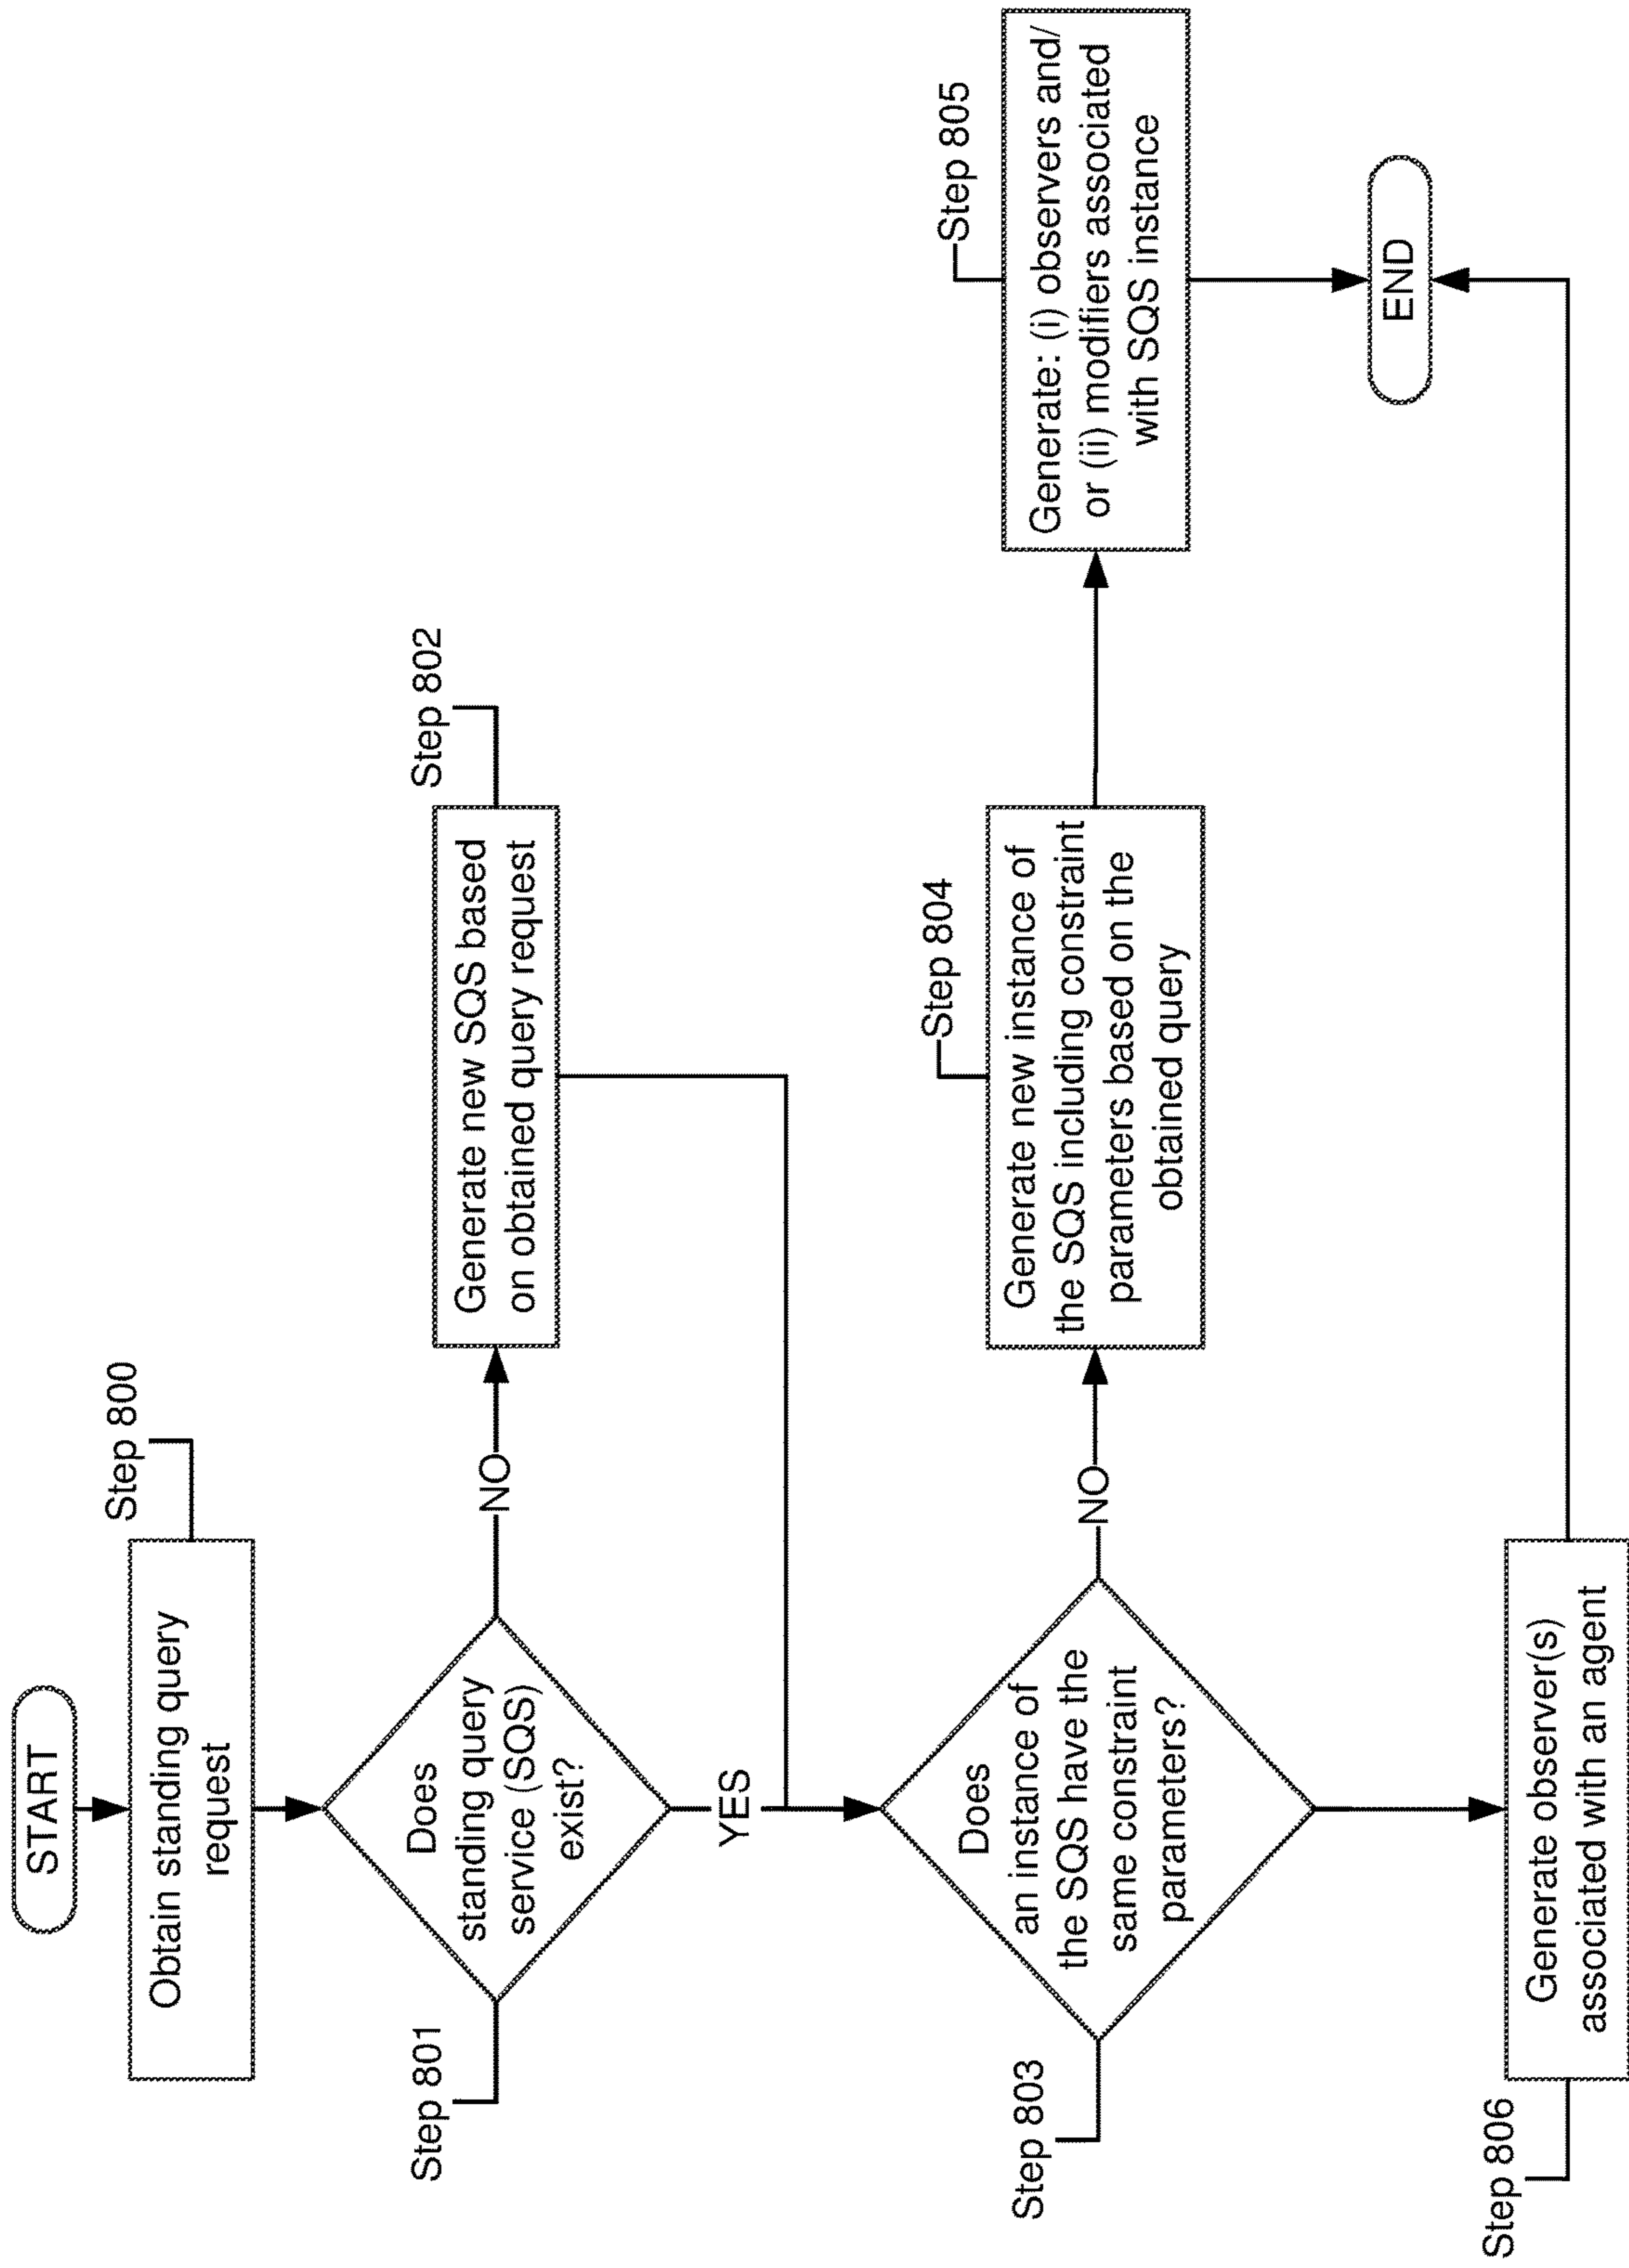 START
Step 800
Obtain standing query
request
Step 801
Does
standing query
service (SQS)
exist?
NO
Step 802
Generate new SQS based
on obtained query request
YES
Step 803
Does
an instance of
the SQS have the
same constraint
parameters?
NO
Step 804
Generate new instance of
the SQS including constraint
parameters based on the
obtained query
Step 805
Generate: (i) observers and/
or (ii) modifiers associated
with SQS instance
Step 806
Generate observer(s)
associated with an agent
END